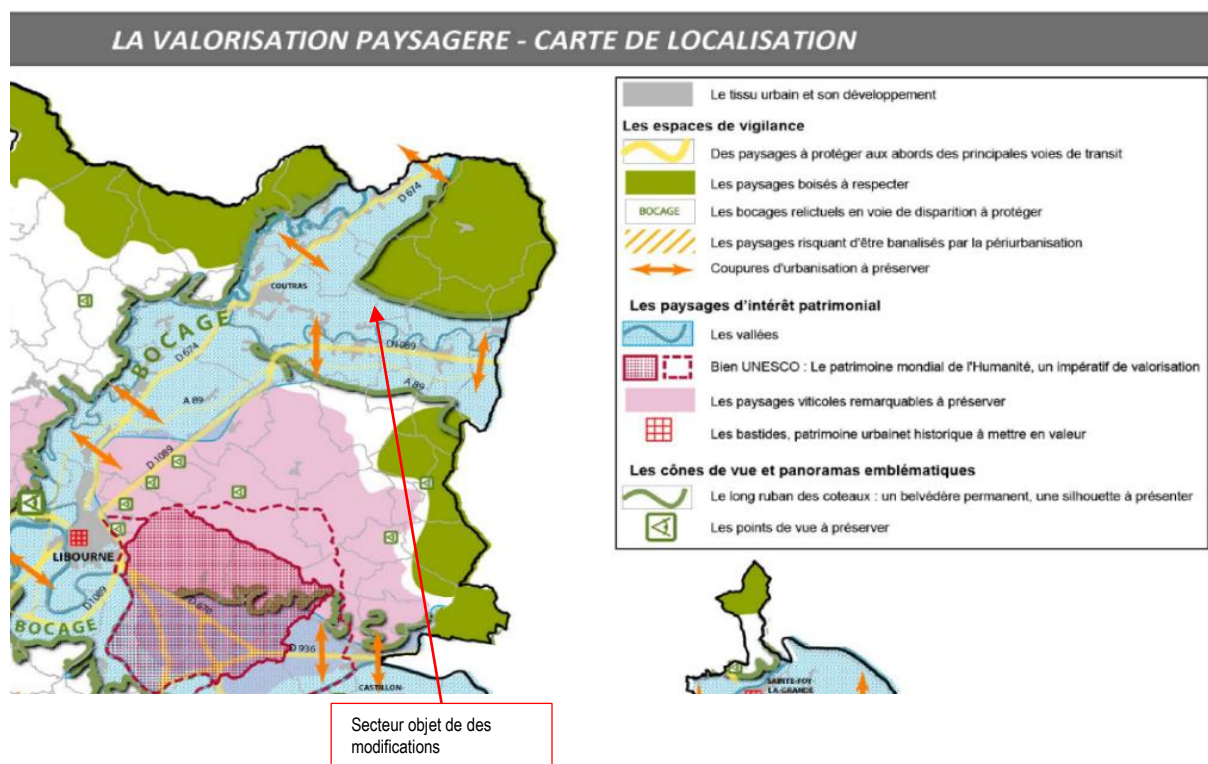 LA VALORISATION PAYSAGERE - CARTE DE LOCALISATION
Le tissu urbain et son développement
Les espaces de vigilance
Des paysages à protéger aux abords des principales voies de transit
Les paysages boisés à respecter
BOCAGE
Les bocages relictuels en voie de disparition à protéger
Les paysages risquant d'être banalisés par la périurbanisation
Coupures d'urbanisation à préserver
Les paysages d'intérêt patrimonial
Les vallées
Bien UNESCO : Le patrimoine mondial de l'Humanité, un impératif de valorisation
Les paysages viticoles remarquables à préserver
Les bastides, patrimoine urbainet historique à mettre en valeur
Les cônes de vue et panoramas emblématiques
Le long ruban des coteaux : un belvédère permanent, une silhouette à présenter
Les points de vue à préserver
D 674
COUTRAS
BOCAGE
D 674
D1089
A 89
A 89
D 1089
LIBOURNE
D1089
D 670
BOCAGE
D 936
CASTILLON-
SAINTE-FOY-
LA-GRANDE
Secteur objet de des
modifications